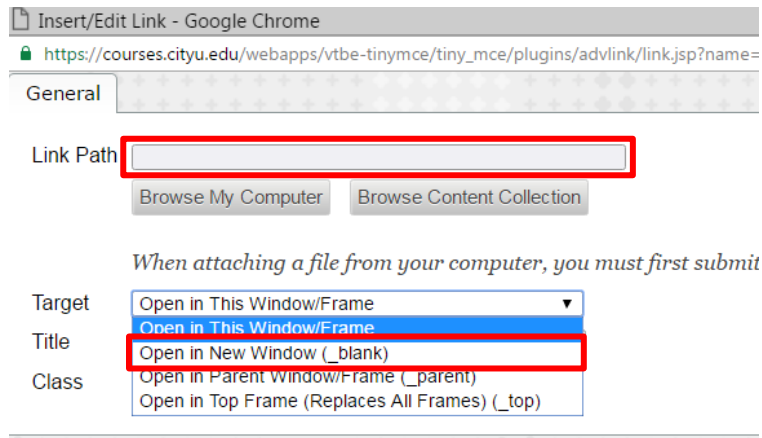 Insert/Edit Link - Google Chrome
https://courses.cityu.edu/webapps/vtbe-tinymce/tiny_mce/plugins/advlink/link.jsp?name=
General
Link Path
Browse My Computer Browse Content Collection
When attaching a file from your computer, you must first submit
Target Open in This Window/Frame
Open in This Window/Frame
Title
Open in New Window (_blank)
Class Open in Parent Window/Frame (_parent)
Open in Top Frame (Replaces All Frames) (_top)